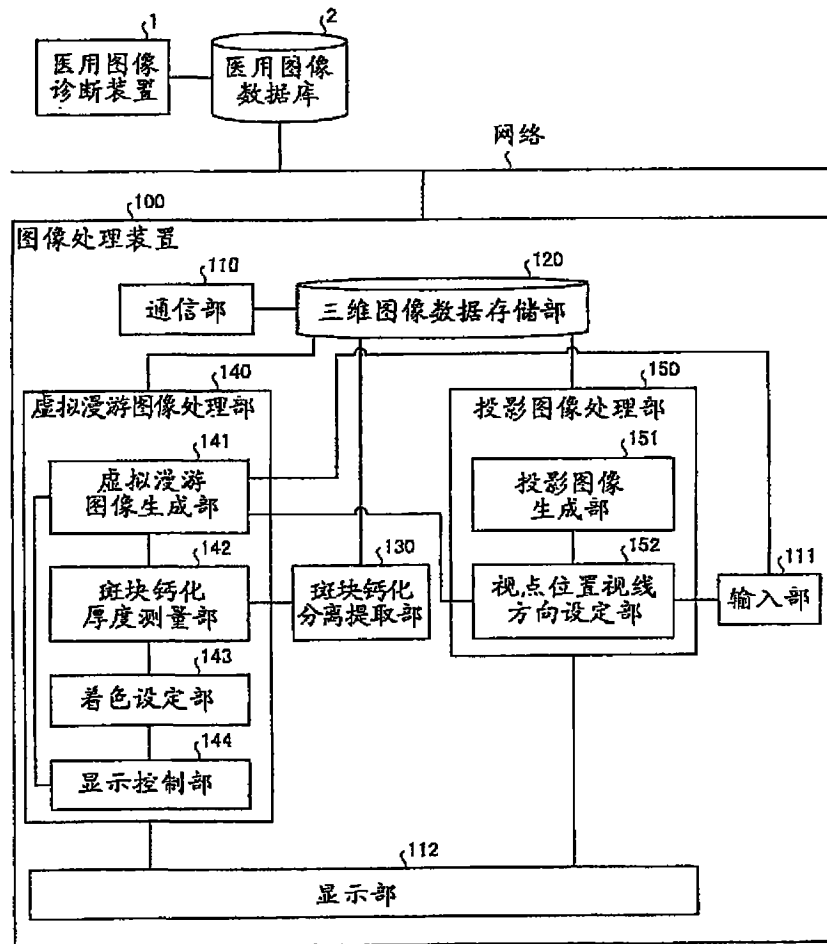 1
医用图像
诊断装置
2
医用图像
数据库
网络
100
图像处理装置
110
通信部
120
三维图像数据存储部
140
虚拟漫游图像处理部
141
虚拟漫游
图像生成部
142
斑块钙化
厚度测量部
143
着色设定部
144
显示控制部
130
斑块钙化
分离提取部
150
投影图像处理部
151
投影图像
生成部
152
视点位置视线
方向设定部
111
输入部
112
显示部